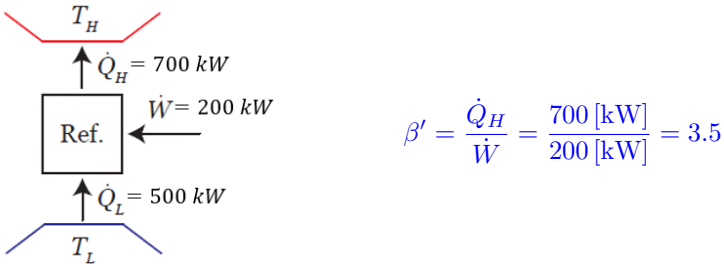 T_H
Q̇_H = 700 kW
Ẇ = 200 kW
Ref.
Q̇_L = 500 kW
T_L
β′ = Q̇_H / Ẇ = 700 [kW] / 200 [kW] = 3.5